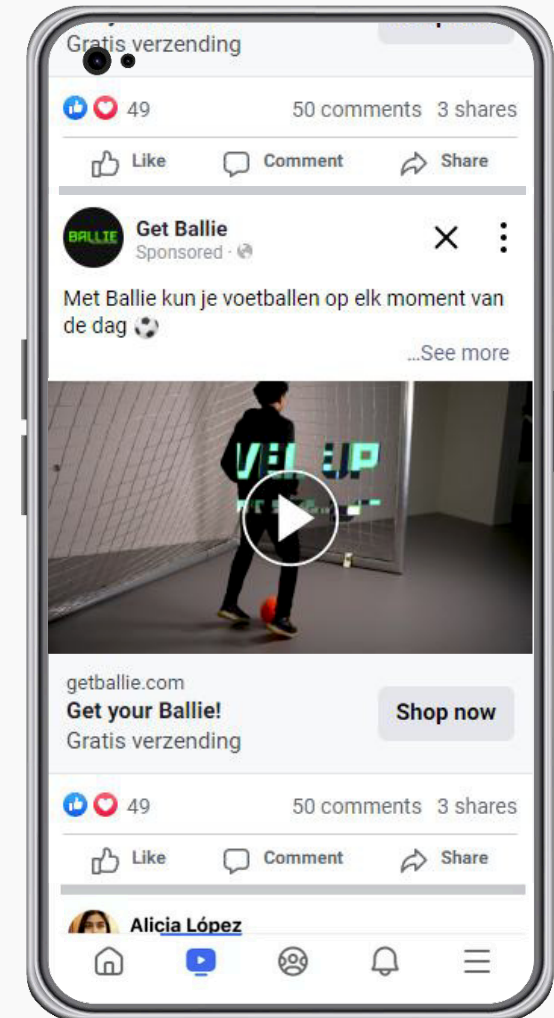 Gratis verzending
49
50 comments 3 shares
Like
Comment
Share
BALLIE
Get Ballie
Sponsored ·
Met Ballie kun je voetballen op elk moment van
de dag
...See more
VEL UP
getballie.com
Get your Ballie!
Gratis verzending
Shop now
49
50 comments 3 shares
Like
Comment
Share
Alicia López